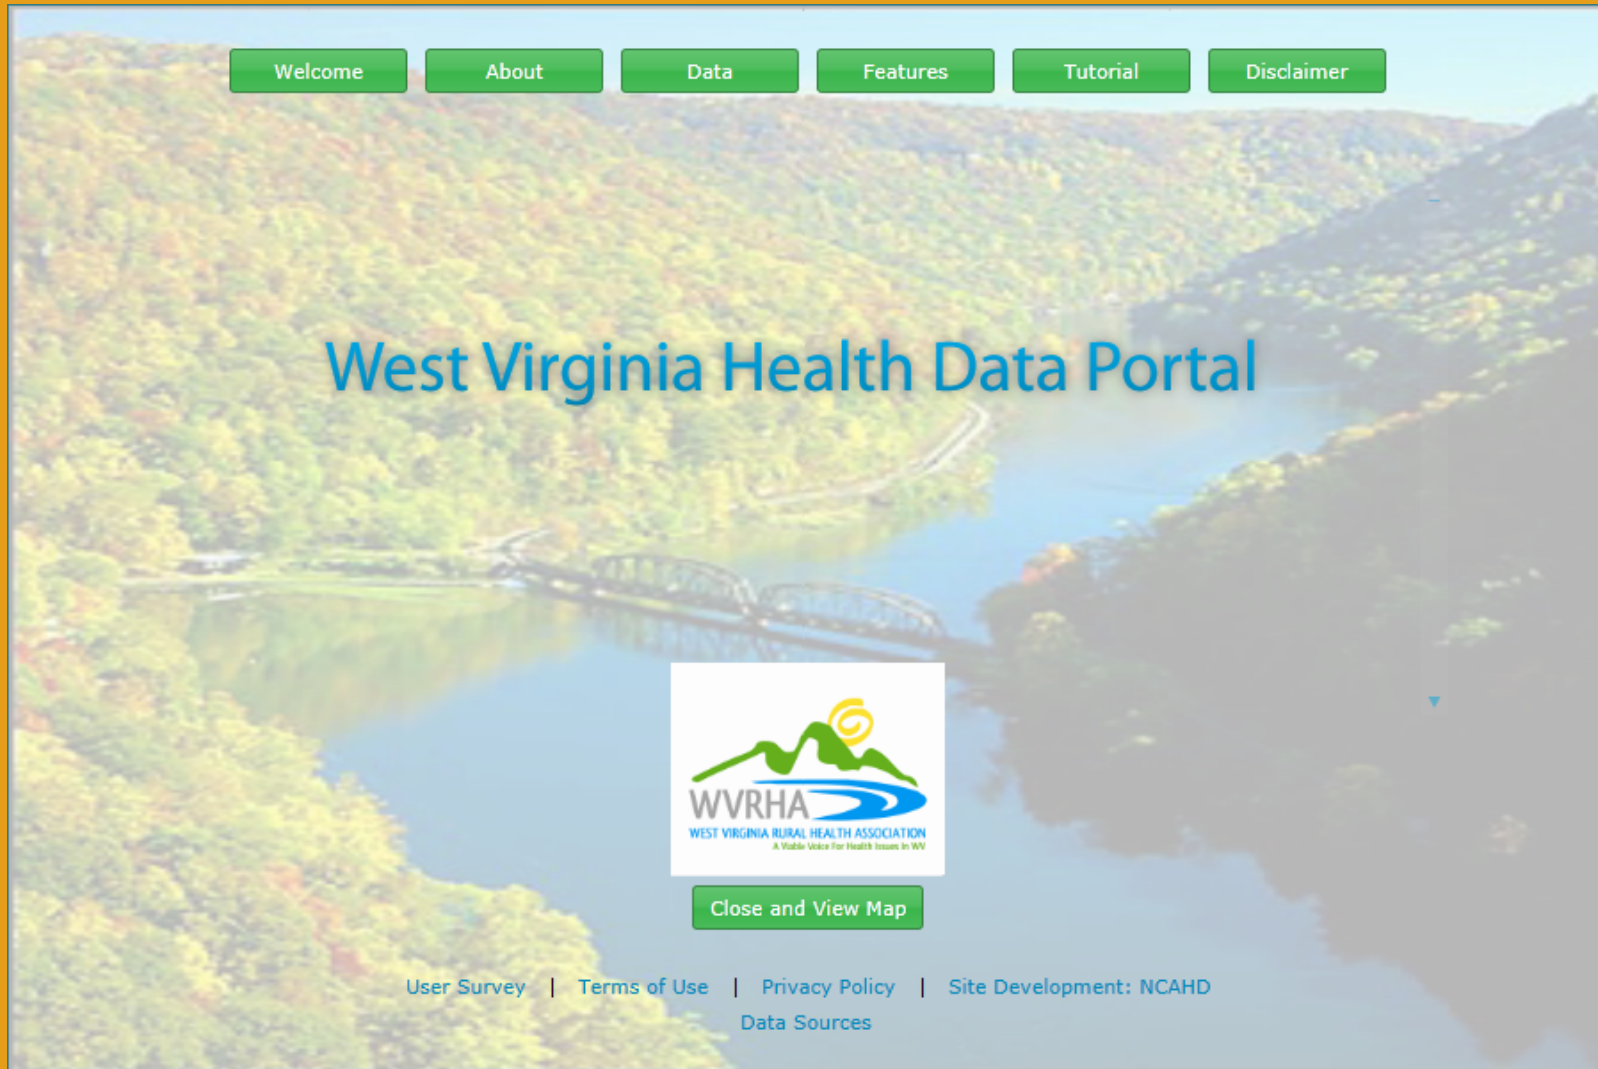 Welcome About Data Features Tutorial Disclaimer
West Virginia Health Data Portal
WVRHA
WEST VIRGINIA RURAL HEALTH ASSOCIATION
A Viable Voice For Health Issues In WV
Close and View Map
User Survey | Terms of Use | Privacy Policy | Site Development: NCAHD
Data Sources